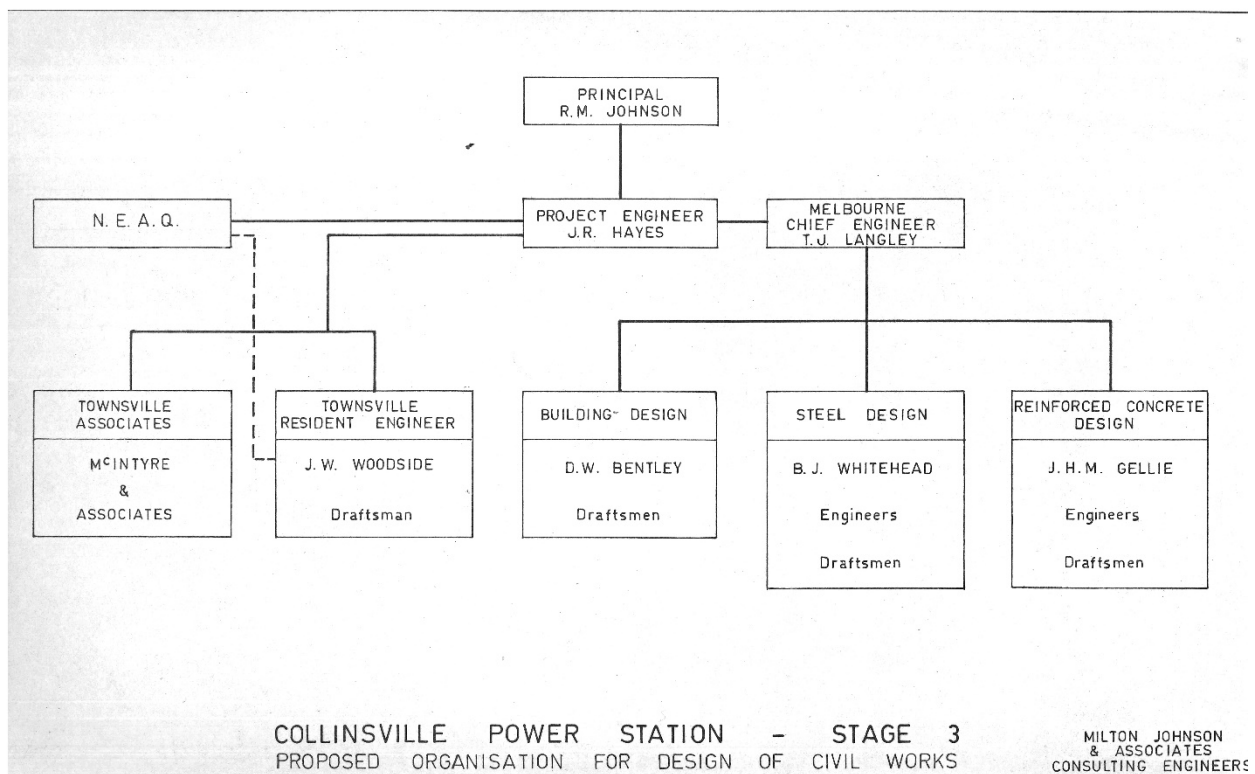 PRINCIPAL
R.M. JOHNSON
N. E. A. Q.
PROJECT ENGINEER
J.R. HAYES
MELBOURNE
CHIEF ENGINEER
T.J. LANGLEY
TOWNSVILLE
ASSOCIATES
McINTYRE
&
ASSOCIATES
TOWNSVILLE
RESIDENT ENGINEER
J. W. WOODSIDE
Draftsman
BUILDING DESIGN
D.W. BENTLEY
Draftsmen
STEEL DESIGN
B. J. WHITEHEAD
Engineers
Draftsmen
REINFORCED CONCRETE
DESIGN
J. H. M. GELLIE
Engineers
Draftsmen
COLLINSVILLE POWER STATION - STAGE 3
PROPOSED ORGANISATION FOR DESIGN OF CIVIL WORKS
MILTON JOHNSON
& ASSOCIATES
CONSULTING ENGINEERS